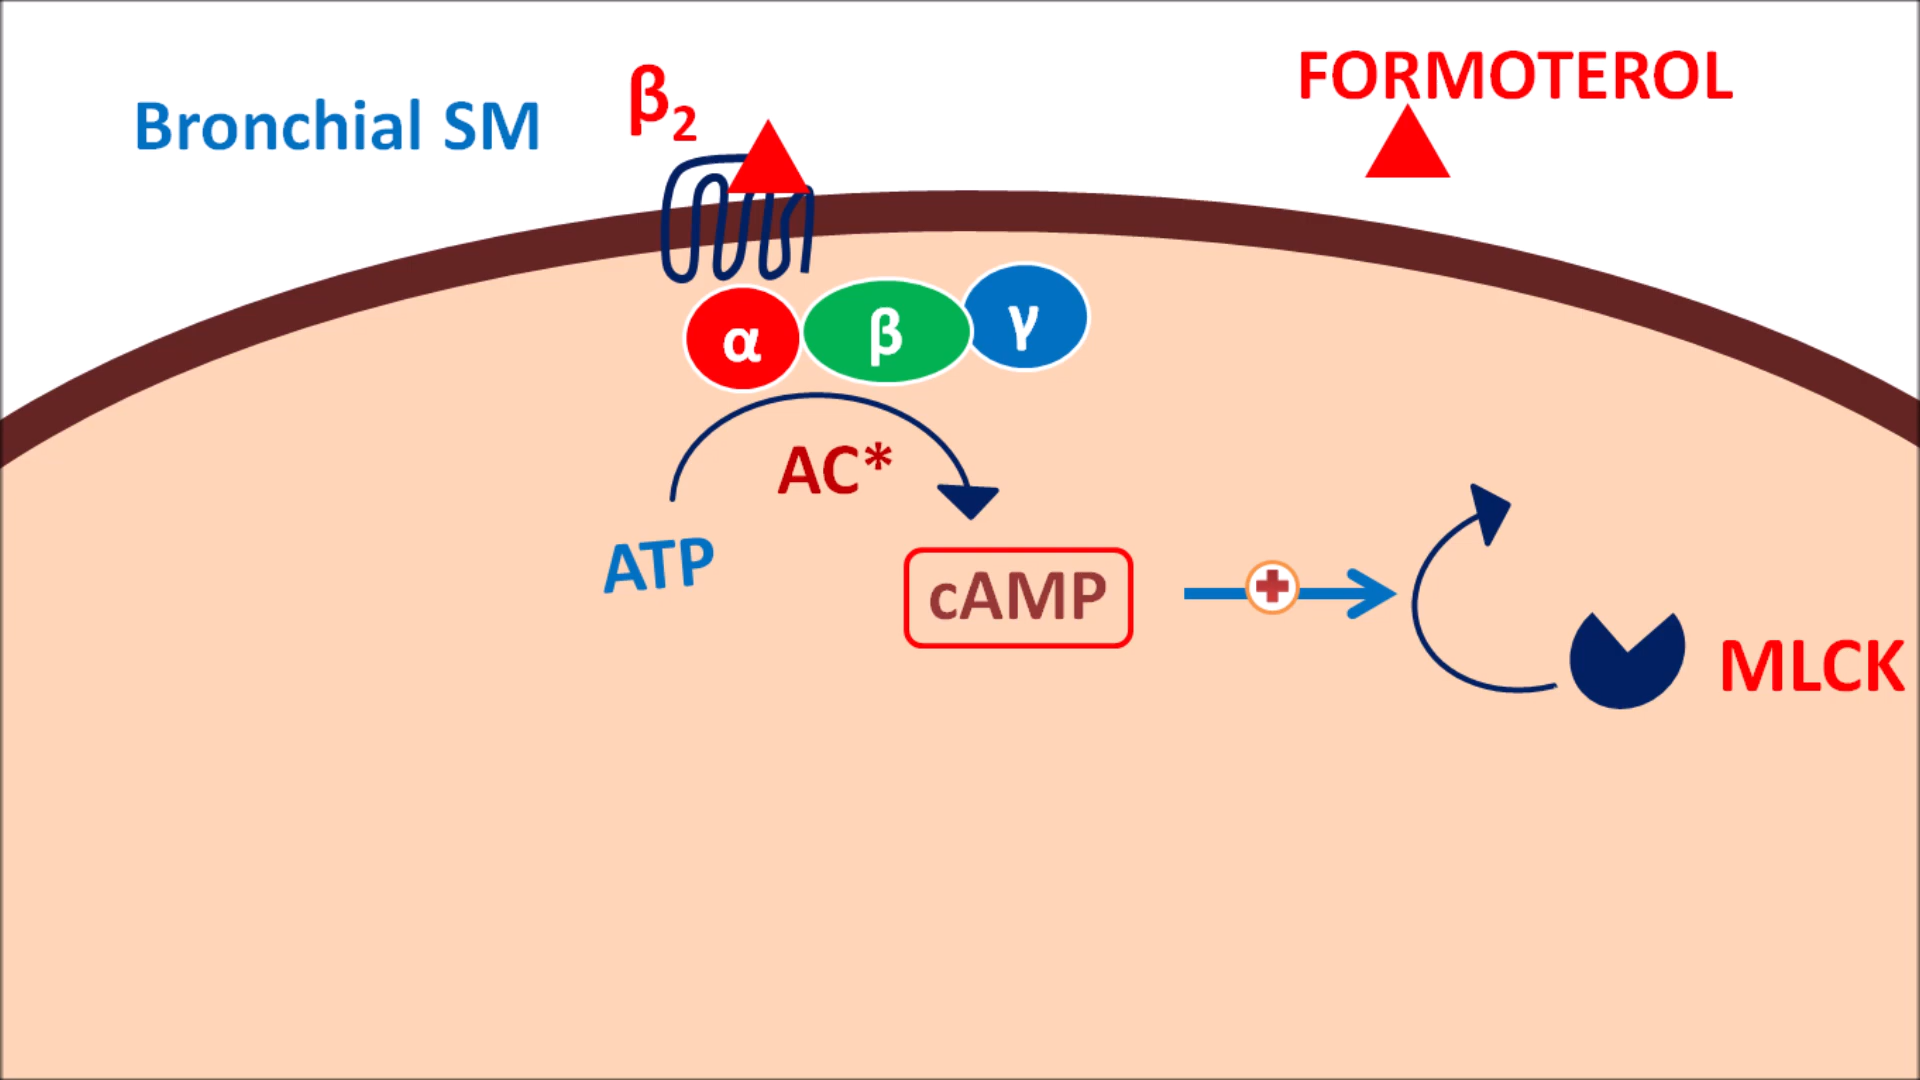 FORMOTEROL
β₂
Bronchial SM
α β γ
AC*
ATP
cAMP
MLCK